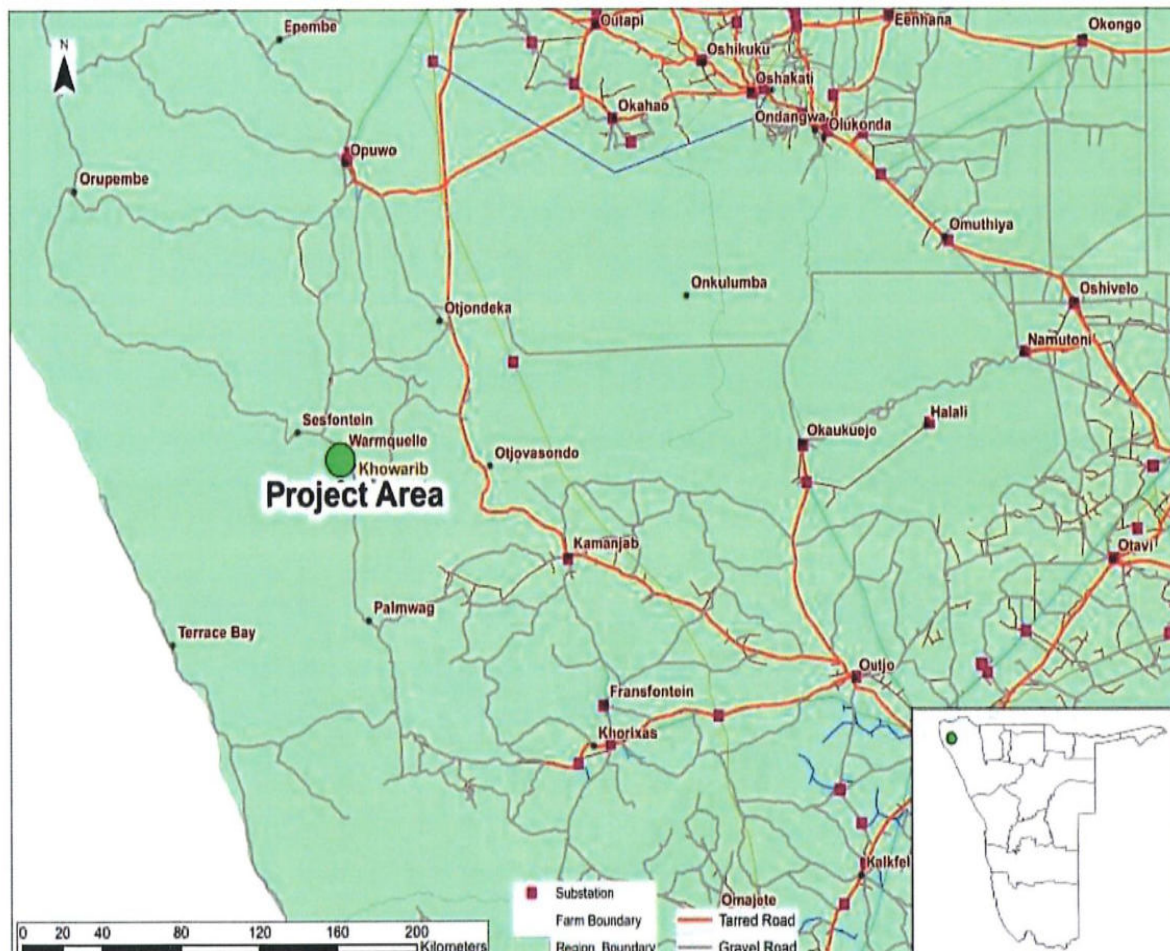 Epembe
Outapi
Eenhana
Okongo
N
Oshikuku
Oshakati
Okahao
Ondangwa
Olukonda
Opuwo
Orupembe
Omuthiya
Onkulumba
Oshivelo
Otjondeka
Namutoni
Halali
Sesfontein
Okaukuejo
Warmquelle
Otjovasondo
Khowarib
Project Area
Kamanjab
Otavi
Palmwag
Terrace Bay
Outjo
Fransfontein
Khorixas
Kalkfel
Omajete
Substation
Farm Boundary
Tarred Road
Region Boundary
Gravel Road
0 20 40 80 120 160 200
Kilometers